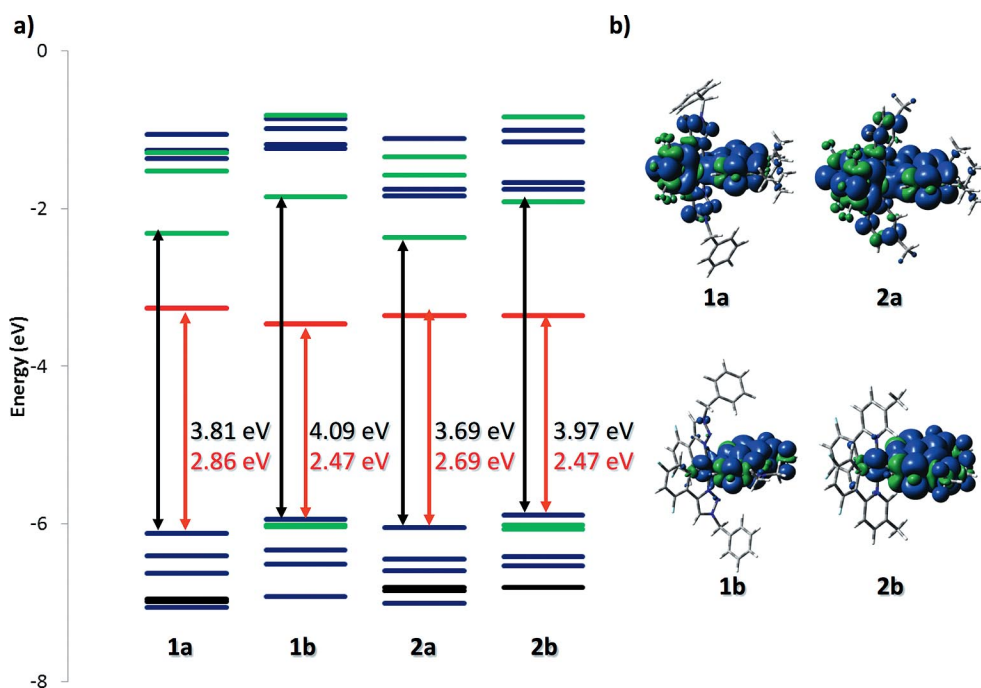 a)
b)
0
-2
-4
-6
-8
Energy (eV)
3.81 eV
2.86 eV
4.09 eV
2.47 eV
3.69 eV
2.69 eV
3.97 eV
2.47 eV
1a
1b
2a
2b
1a
2a
1b
2b